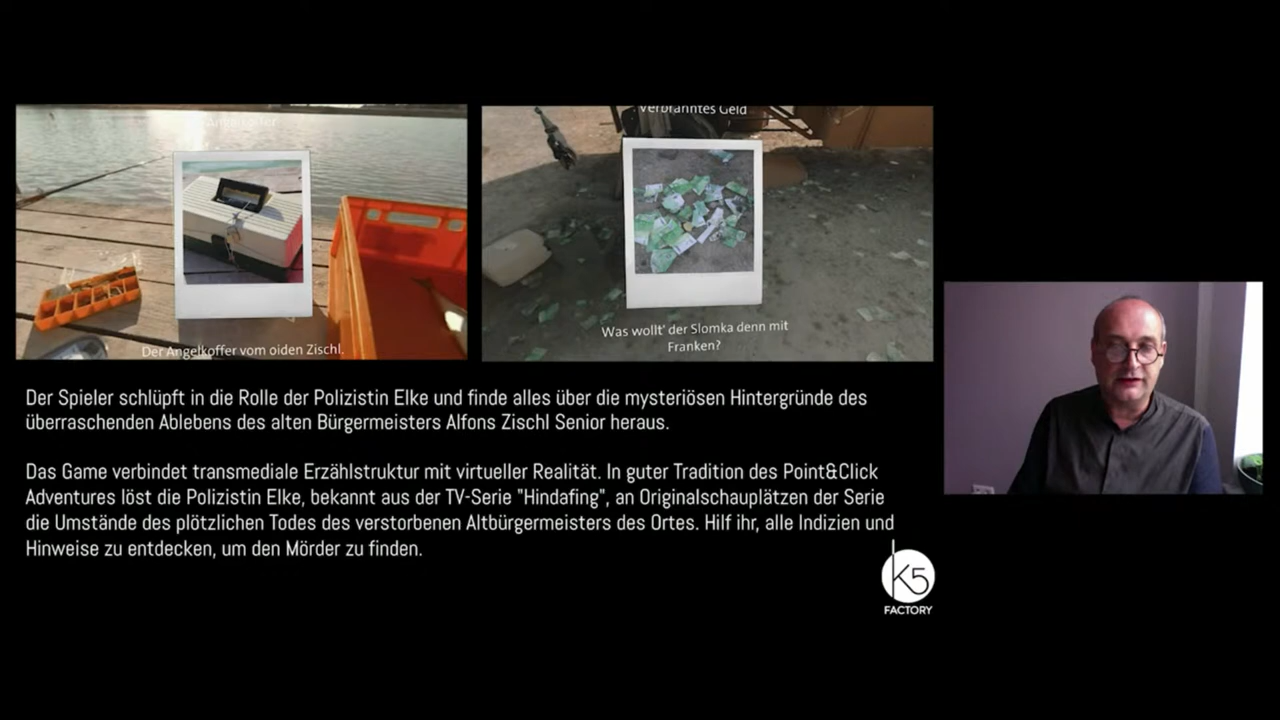 Angelkoffer
Der Angelkoffer vom oiden Zischl.
Verbranntes Geld
Was wollt' der Slomka denn mit
Franken?
Der Spieler schlüpft in die Rolle der Polizistin Elke und finde alles über die mysteriösen Hintergründe des
überraschenden Ablebens des alten Bürgermeisters Alfons Zischl Senior heraus.
Das Game verbindet transmediale Erzählstruktur mit virtueller Realität. In guter Tradition des Point&Click
Adventures löst die Polizistin Elke, bekannt aus der TV-Serie "Hindafing", an Originalschauplätzen der Serie
die Umstände des plötzlichen Todes des verstorbenen Altbürgermeisters des Ortes. Hilf ihr, alle Indizien und
Hinweise zu entdecken, um den Mörder zu finden.
K5
FACTORY